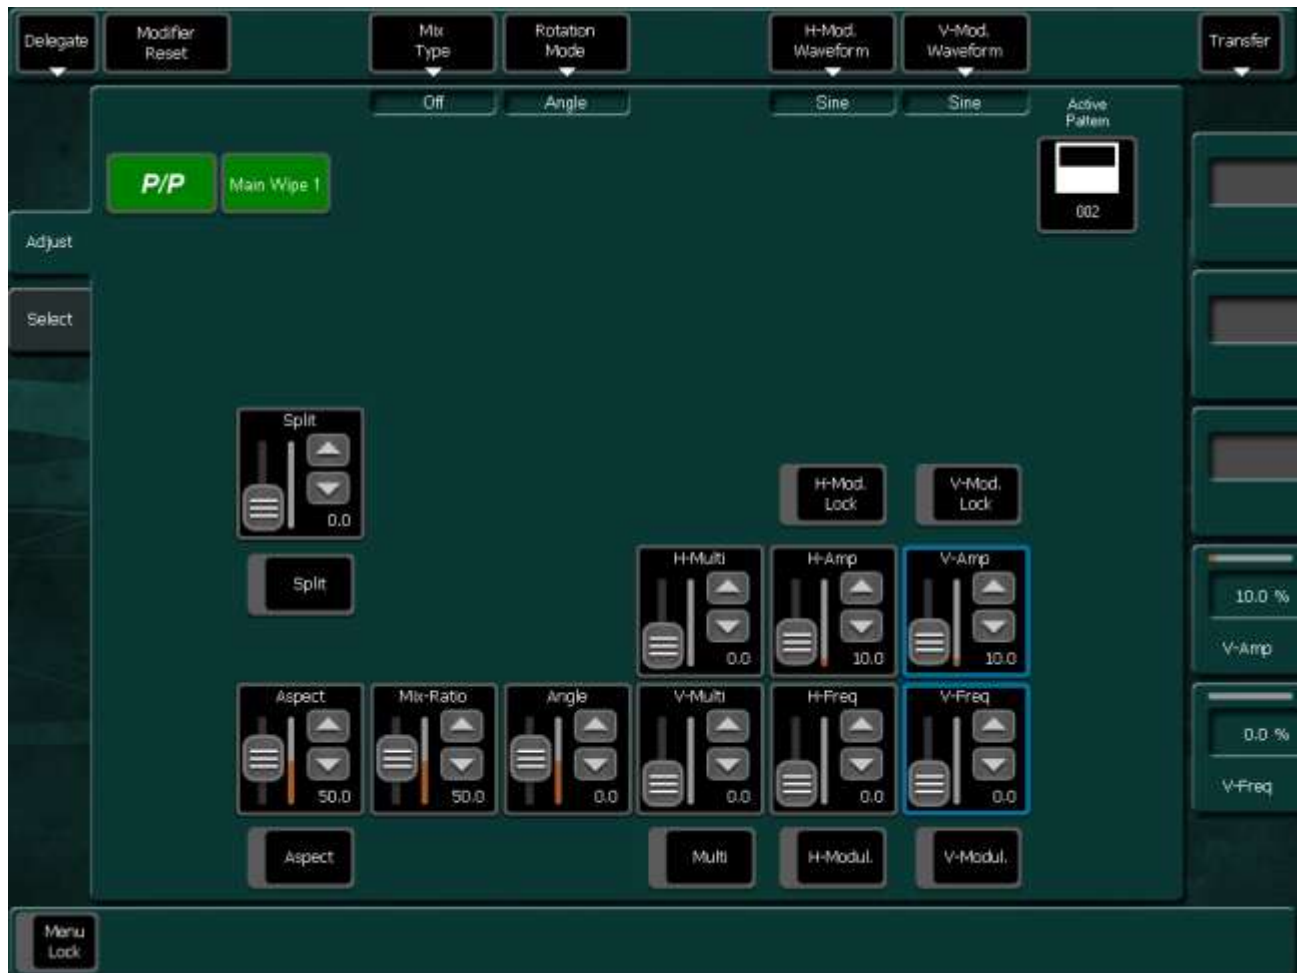 Delegate
Modifier
Reset
Mix
Type
Rotation
Mode
H-Mod.
Waveform
V-Mod.
Waveform
Transfer
Off
Angle
Sine
Sine
Active
Pattern
P/P
Main Wipe 1
002
Adjust
Select
Split
0.0
H-Mod.
Lock
V-Mod.
Lock
Split
H-Multi
0.0
H-Amp
10.0
V-Amp
10.0
10.0 %
V-Amp
Aspect
50.0
Mix-Ratio
50.0
Angle
0.0
V-Multi
0.0
H-Freq
0.0
V-Freq
0.0
0.0 %
V-Freq
Aspect
Multi
H-Modul.
V-Modul.
Menu
Lock